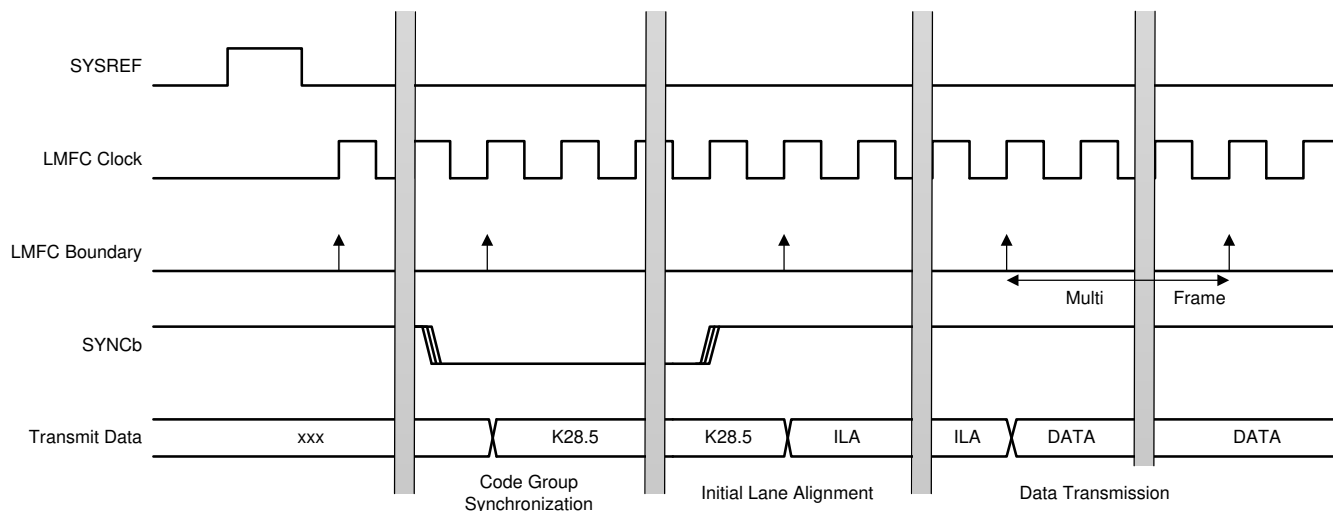 SYSREF
LMFC Clock
LMFC Boundary
Multi Frame
SYNCb
Transmit Data
xxx
K28.5
K28.5
ILA
ILA
DATA
DATA
Code Group
Synchronization
Initial Lane Alignment
Data Transmission